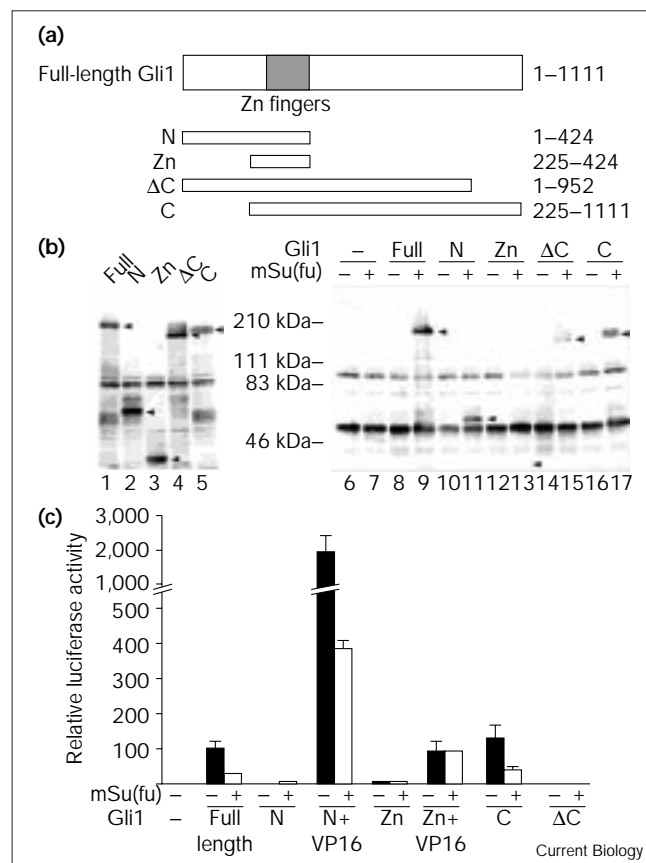 (a)
Full-length Gli1 1–1111
Zn fingers
N 1–424
Zn 225–424
ΔC 1–952
C 225–1111
(b)
Full N Zn ΔC C
Gli1 – Full N Zn ΔC C
mSu(fu) – + – + – + – + – + – +
210 kDa–
111 kDa–
83 kDa–
46 kDa–
1 2 3 4 5 6 7 8 9 10 11 12 13 14 15 16 17
(c)
Relative luciferase activity
3,000
2,000
1,000
500
400
300
200
100
mSu(fu) – – + – + – + – + – + – + – +
Gli1 – Full length N N+ VP16 Zn Zn+ VP16 C ΔC
Current Biology